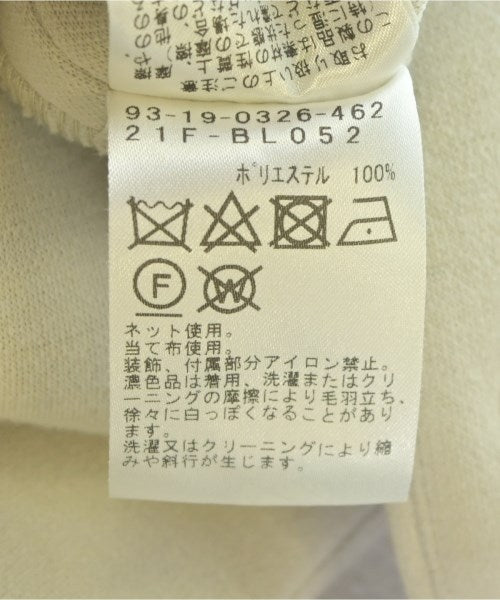 93-19-0326-462
21F-BL052
ポリエステル 100%
F
W
ネット使用。
当て布使用。
装飾、付属部分アイロン禁止。
濃色品は着用、洗濯またはクリ
ーニングの摩擦により毛羽立ち、
徐々に白っぽくなることがあり
ます。
洗濯又はクリーニングにより縮
みや斜行が生じます。